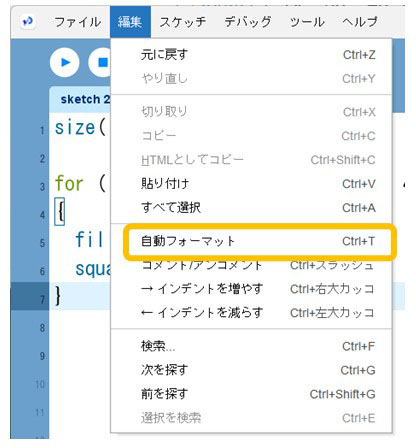 ファイル 編集 スケッチ デバッグ ツール ヘルプ
元に戻す Ctrl+Z
やり直し Ctrl+Y
sketch 2
切り取り Ctrl+X
1 size(
コピー Ctrl+C
2
HTMLとしてコピー Ctrl+Shift+C
3 for (
貼り付け Ctrl+V
4 {
すべて選択 Ctrl+A
5 fil
自動フォーマット Ctrl+T
6 squa
コメント/アンコメント Ctrl+スラッシュ
7 }
→ インデントを増やす Ctrl+右大カッコ
8
← インデントを減らす Ctrl+左大カッコ
9
検索... Ctrl+F
10
次を探す Ctrl+G
11
前を探す Ctrl+Shift+G
選択を検索 Ctrl+E